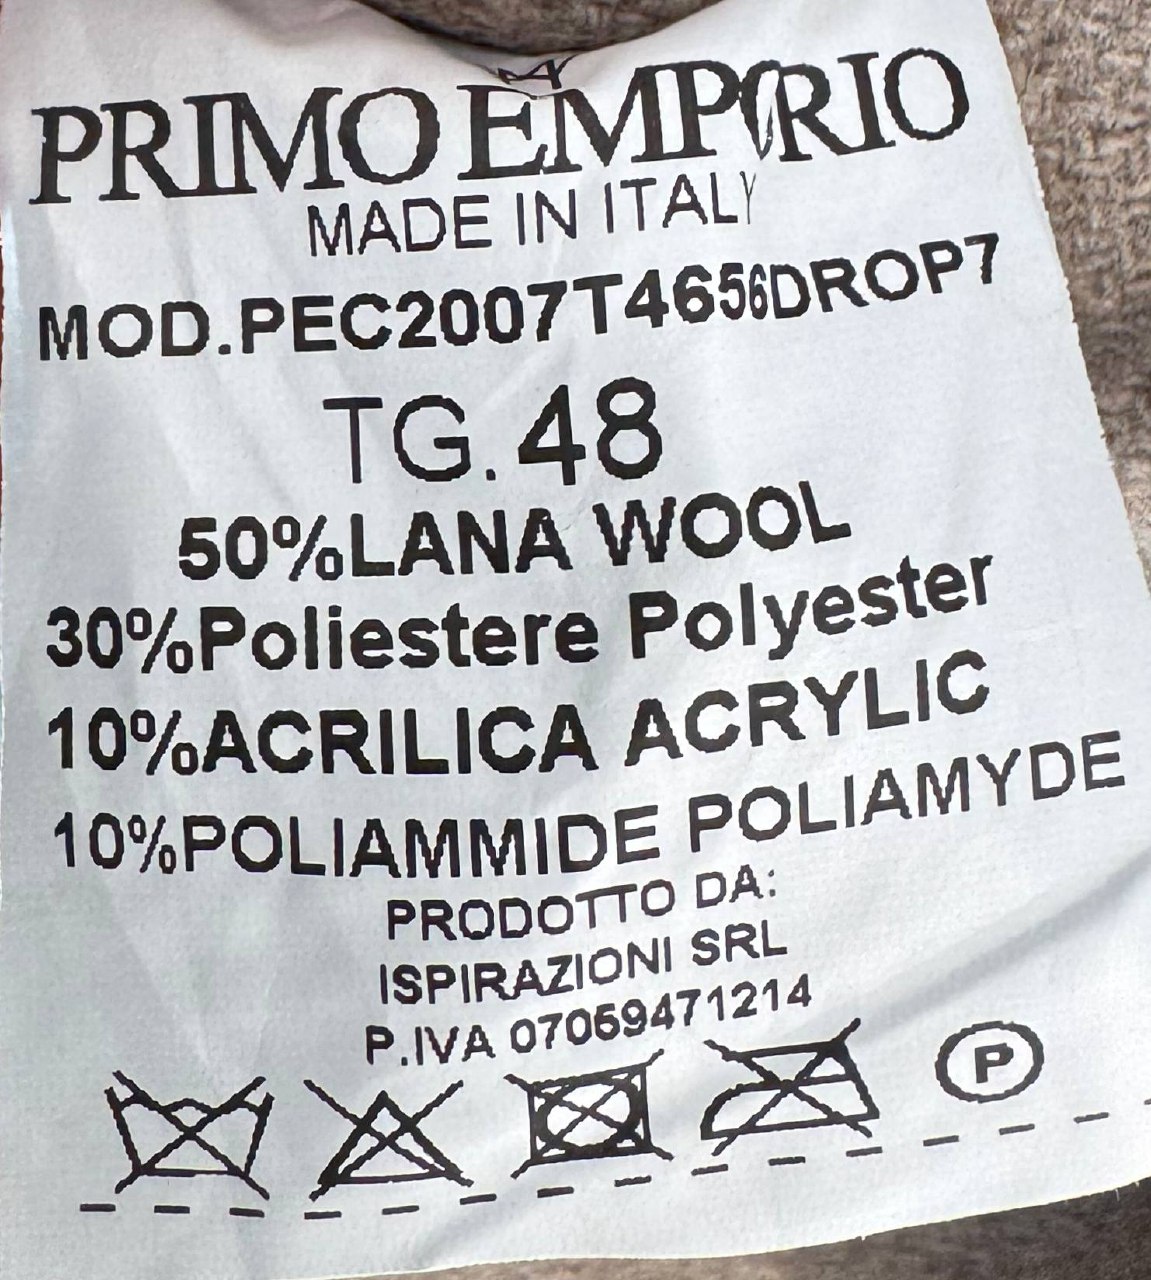 PRIMO EMPORIO
MADE IN ITALY
MOD.PEC2007T4656DROP7
TG. 48
50%LANA WOOL
30%Poliestere Polyester
10%ACRILICA ACRYLIC
10%POLIAMMIDE POLIAMYDE
PRODOTTO DA:
ISPIRAZIONI SRL
P.IVA 07059471214
P